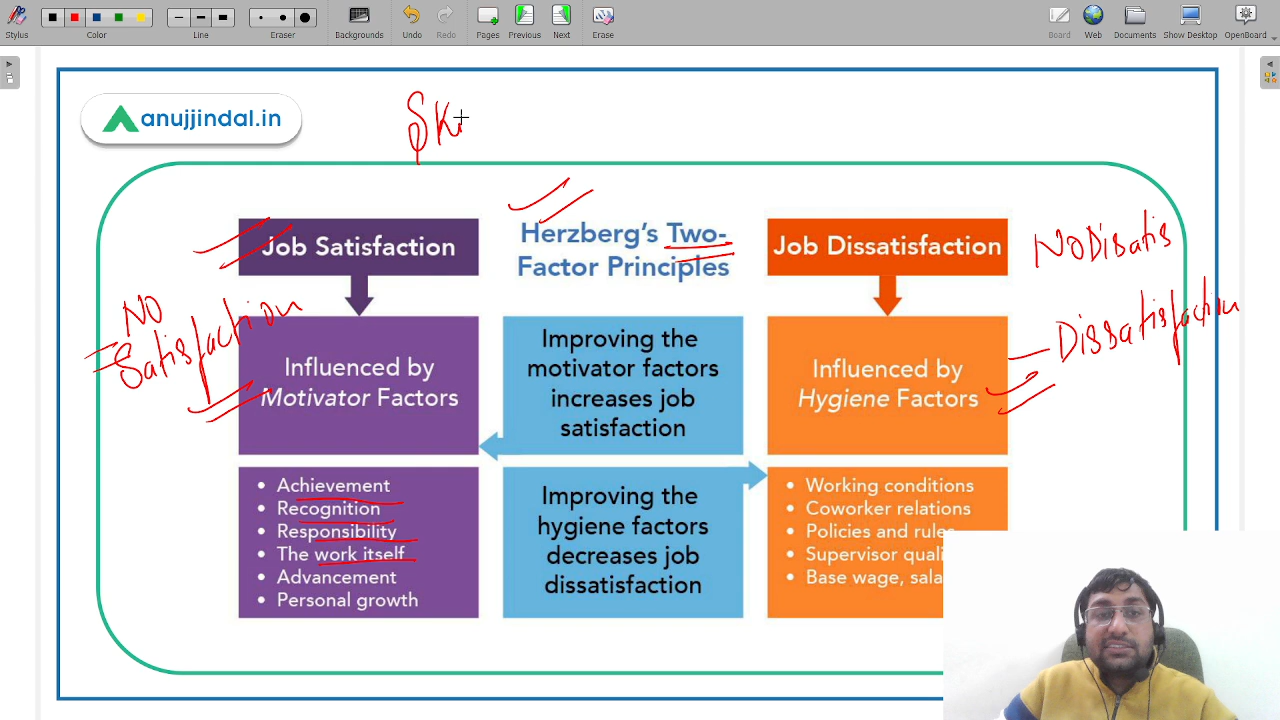 Stylus
Color
Line
Eraser
Backgrounds
Undo
Redo
Pages
Previous
Next
Erase
Board
Web
Documents
Show Desktop
OpenBoard
anujjindal.in
SK
Job Satisfaction
Herzberg's Two-
Factor Principles
Job Dissatisfaction
NoDisatis
NO
Satisfaction
Dissatisfaction
Influenced by
Motivator Factors
Improving the
motivator factors
increases job
satisfaction
Influenced by
Hygiene Factors
• Achievement
• Recognition
• Responsibility
• The work itself
• Advancement
• Personal growth
Improving the
hygiene factors
decreases job
dissatisfaction
• Working conditions
• Coworker relations
• Policies and rules
• Supervisor quali
• Base wage, sala